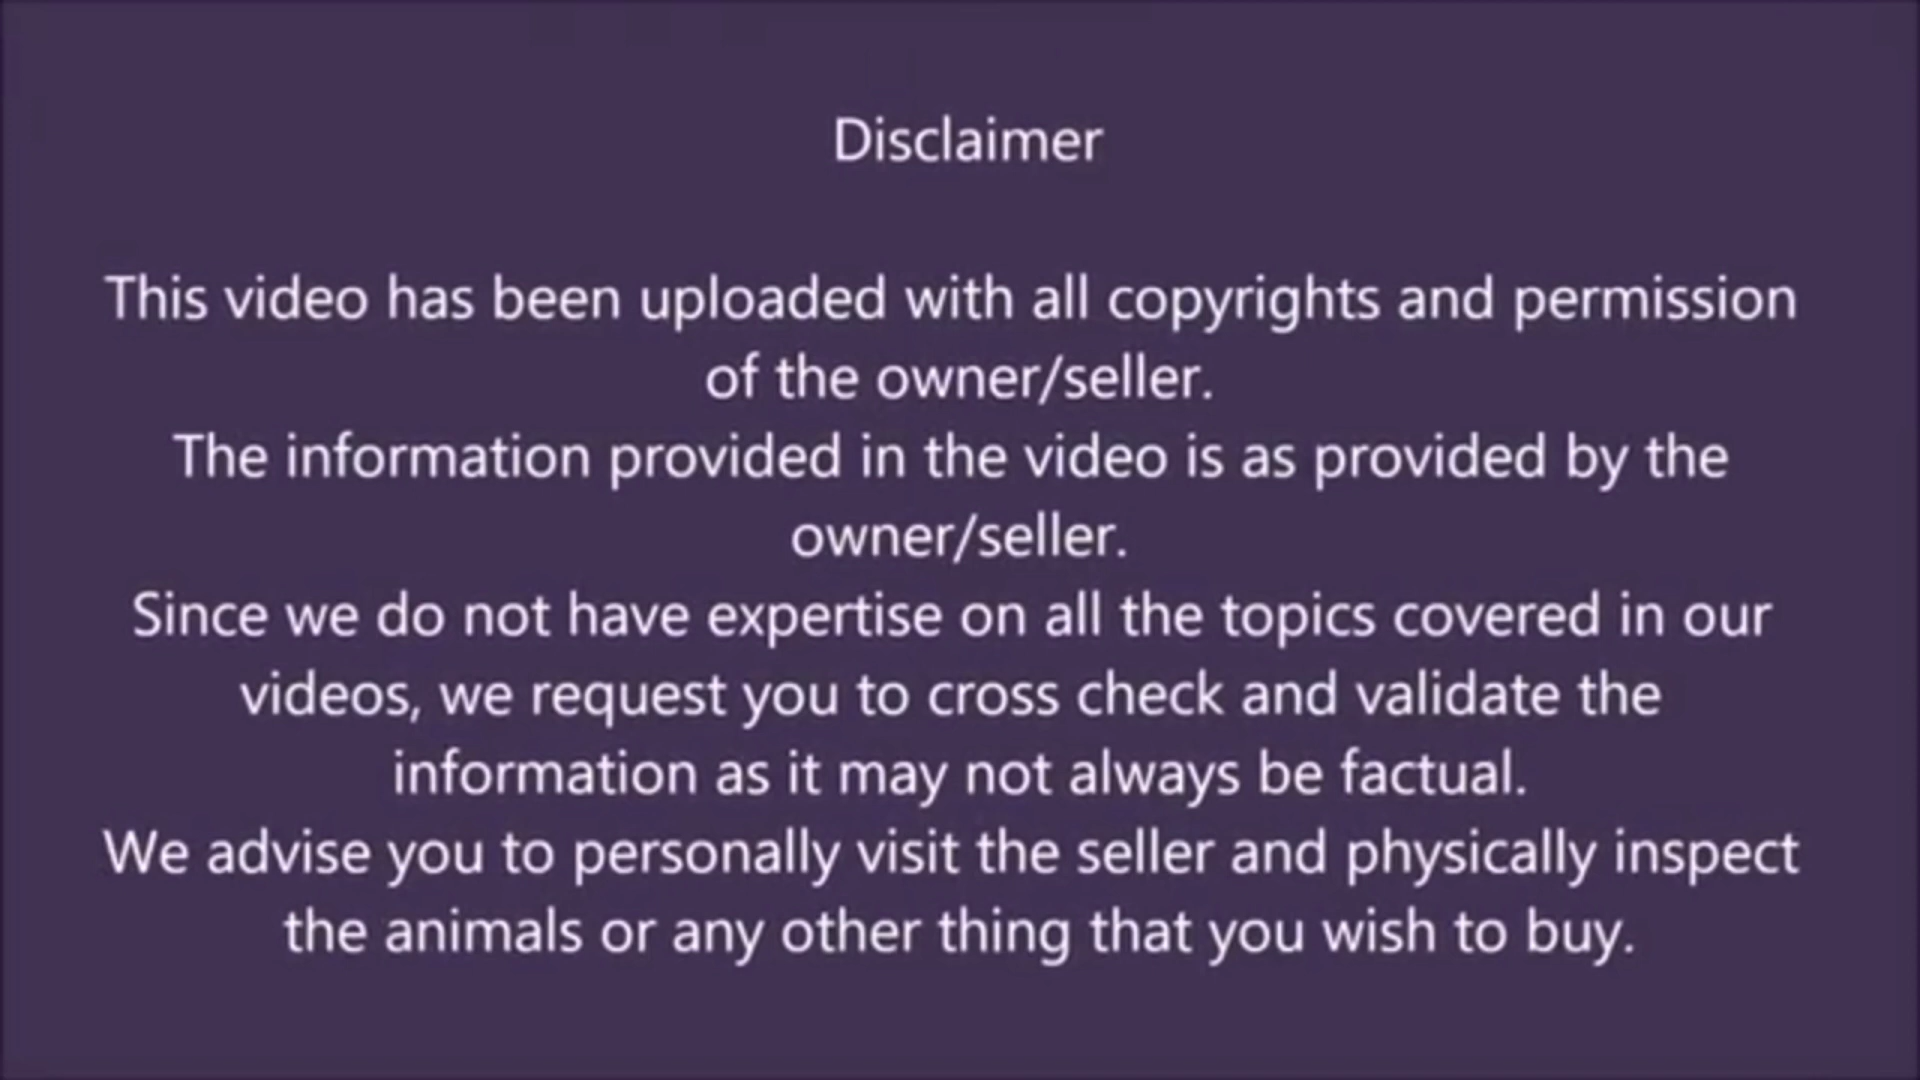 Disclaimer
This video has been uploaded with all copyrights and permission
of the owner/seller.
The information provided in the video is as provided by the
owner/seller.
Since we do not have expertise on all the topics covered in our
videos, we request you to cross check and validate the
information as it may not always be factual.
We advise you to personally visit the seller and physically inspect
the animals or any other thing that you wish to buy.